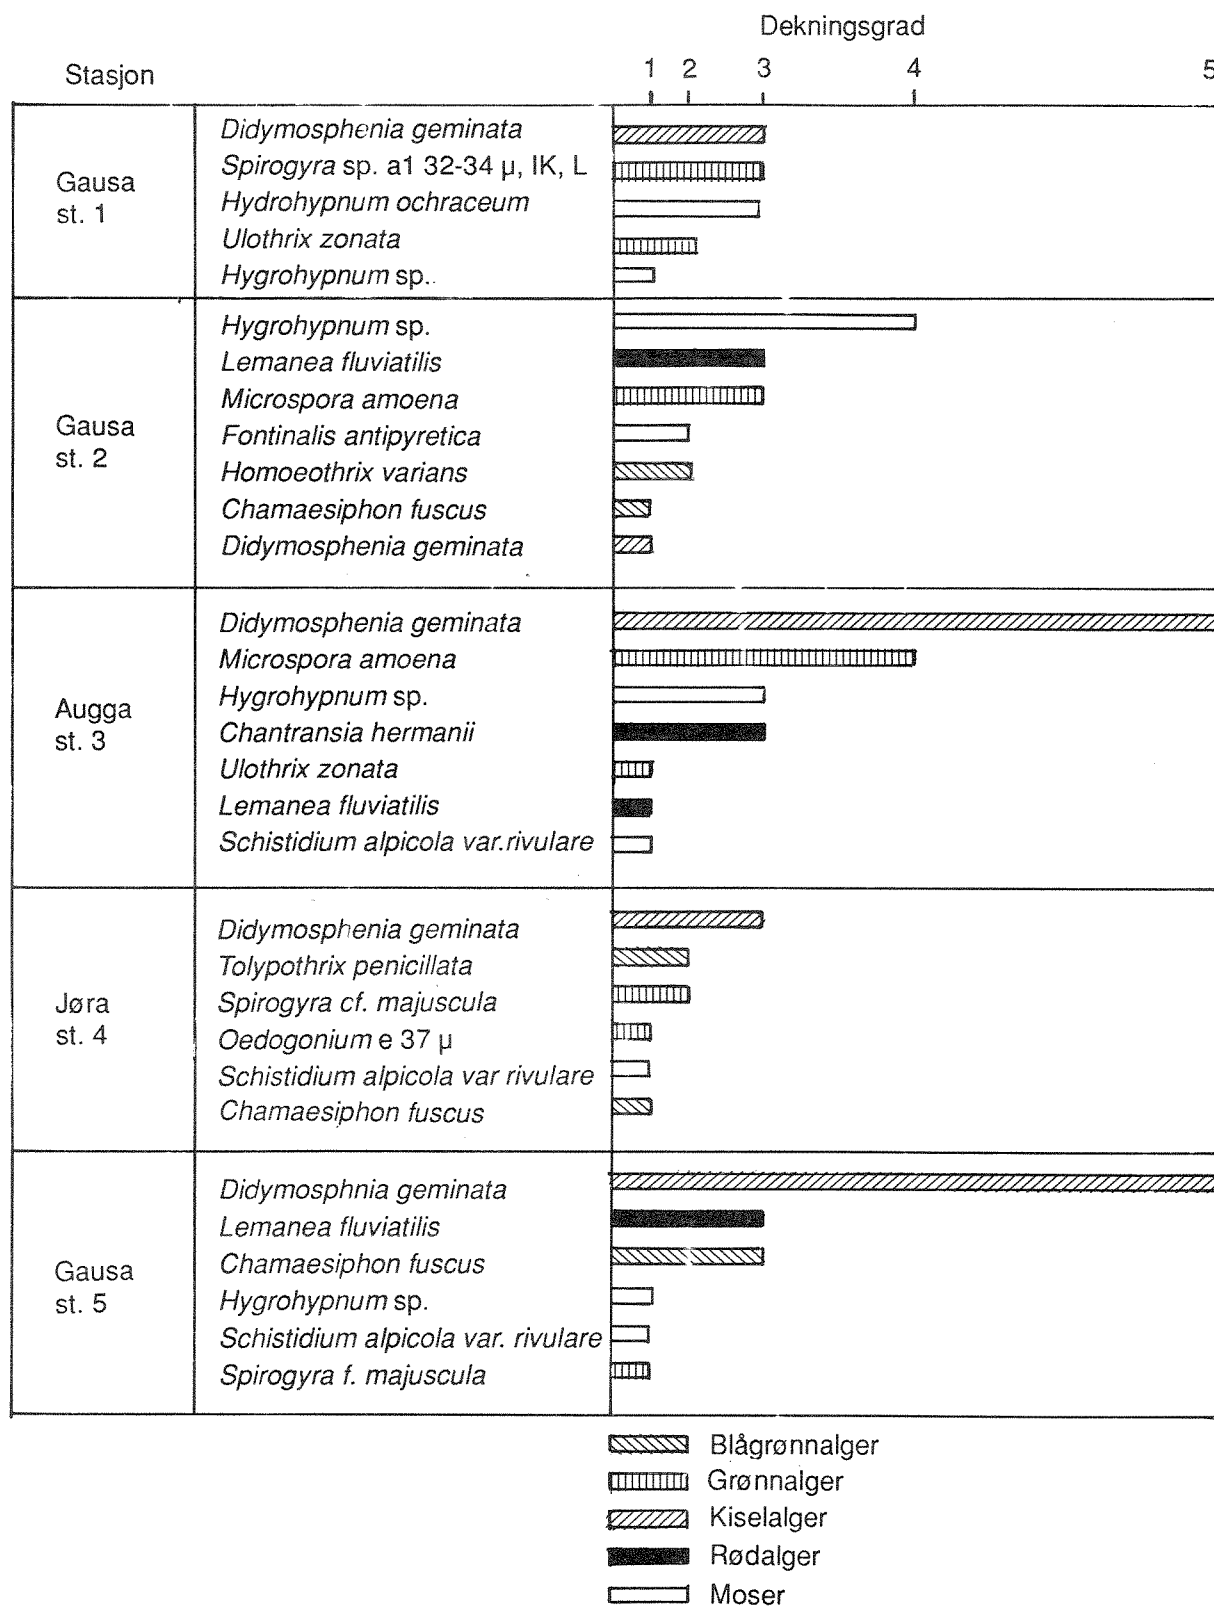 Dekningsgrad
Stasjon
1 2 3 4 5
Gausa
st. 1
Didymosphenia geminata
Spirogyra sp. a1 32-34 µ, IK, L
Hydrohypnum ochraceum
Ulothrix zonata
Hygrohypnum sp.
Gausa
st. 2
Hygrohypnum sp.
Lemanea fluviatilis
Microspora amoena
Fontinalis antipyretica
Homoeothrix varians
Chamaesiphon fuscus
Didymosphenia geminata
Augga
st. 3
Didymosphenia geminata
Microspora amoena
Hygrohypnum sp.
Chantransia hermanii
Ulothrix zonata
Lemanea fluviatilis
Schistidium alpicola var.rivulare
Jøra
st. 4
Didymosphenia geminata
Tolypothrix penicillata
Spirogyra cf. majuscula
Oedogonium e 37 µ
Schistidium alpicola var rivulare
Chamaesiphon fuscus
Gausa
st. 5
Didymosphnia geminata
Lemanea fluviatilis
Chamaesiphon fuscus
Hygrohypnum sp.
Schistidium alpicola var. rivulare
Spirogyra f. majuscula
Blågrønnalger
Grønnalger
Kiselalger
Rødalger
Moser